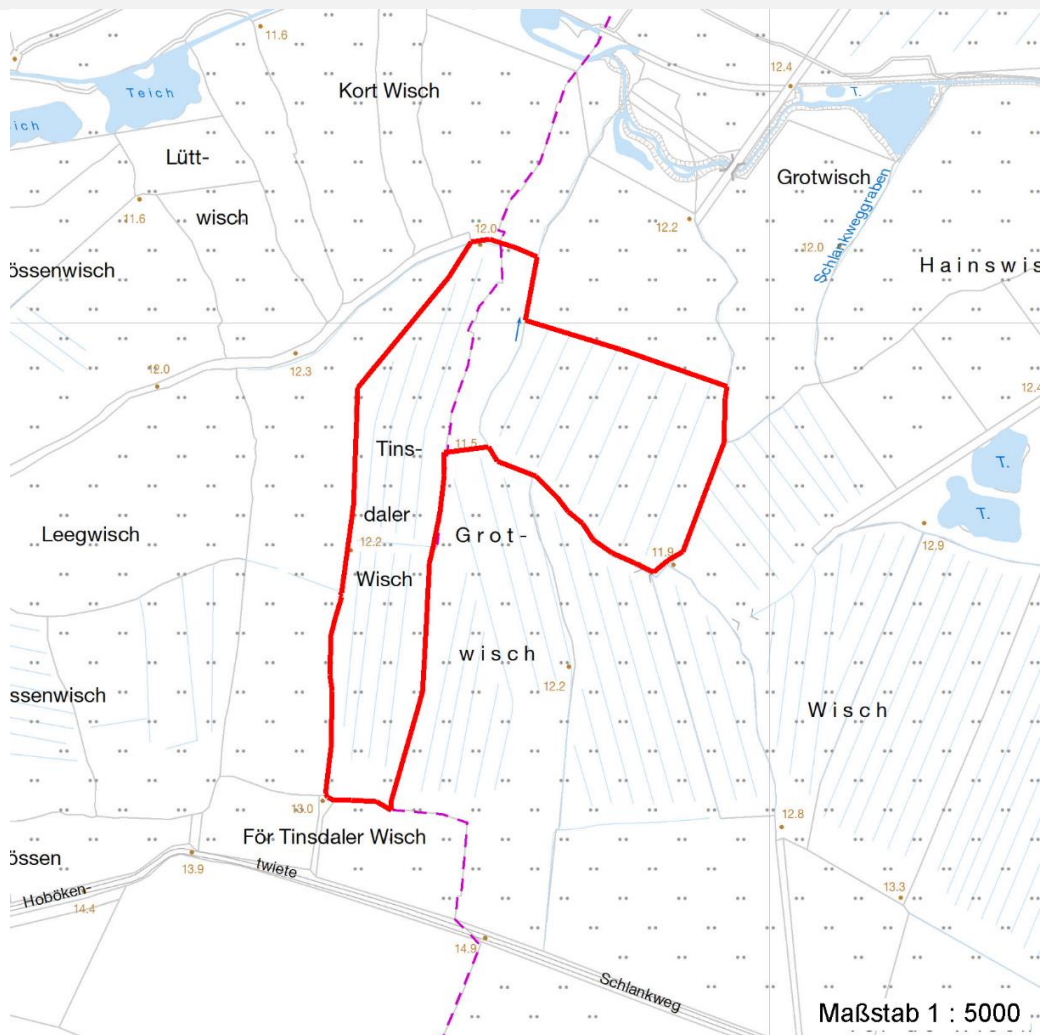 11.6
Teich
ich
Kort Wisch
12.4
T.
Lütt-
wisch
Grotwisch
11.6
12.2
12.0
12.0
Schlankweggraben
össenwisch
Hainswis
12.3
12.0
12.4
Tins-
11.5
T.
T.
daler
Leegwisch
Grot-
12.9
12.2
11.9
Wisch
wisch
12.2
ssenwisch
Wisch
13.0
12.8
För Tinsdaler Wisch
össen
13.9
twiete
Hoböken-
14.4
13.3
14.9
Schlankweg
Maßstab 1 : 5000